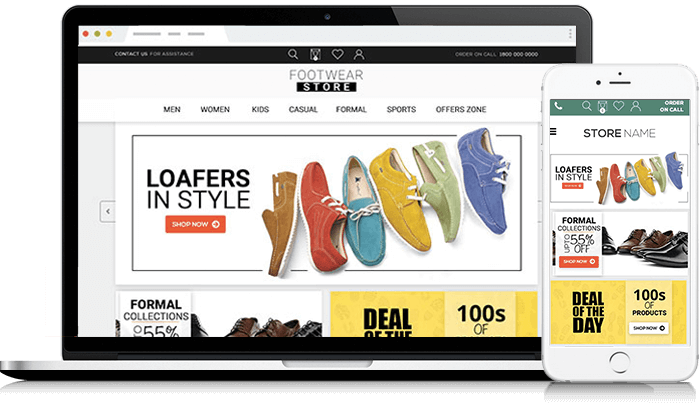 CONTACT US FOR ASSISTANCE
ORDER ON CALL 1800 000 0000
FOOTWEAR
STORE
MEN WOMEN KIDS CASUAL FORMAL SPORTS OFFERS ZONE
LOAFERS
IN STYLE
SHOP NOW
FORMAL
COLLECTIONS
UPTO 55%
DEAL
OF THE
100s
OF
ORDER
ON CALL
STORE NAME
LOAFERS
IN STYLE
FORMAL
COLLECTIONS
UPTO 55%
OFF
SHOP NOW
DEAL
OF THE
DAY
100s
OF
PRODUCTS
SHOP NOW